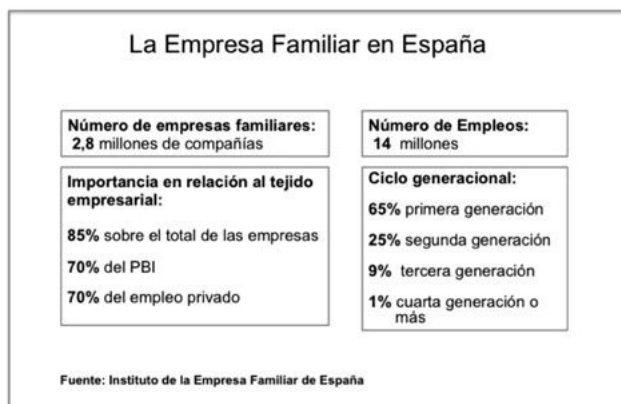 La Empresa Familiar en España
Número de empresas familiares:
2,8 millones de compañías
Importancia en relación al tejido
empresarial:
85% sobre el total de las empresas
70% del PBI
70% del empleo privado
Número de Empleos:
14 millones
Ciclo generacional:
65% primera generación
25% segunda generación
9% tercera generación
1% cuarta generación o
más
Fuente: Instituto de la Empresa Familiar de España